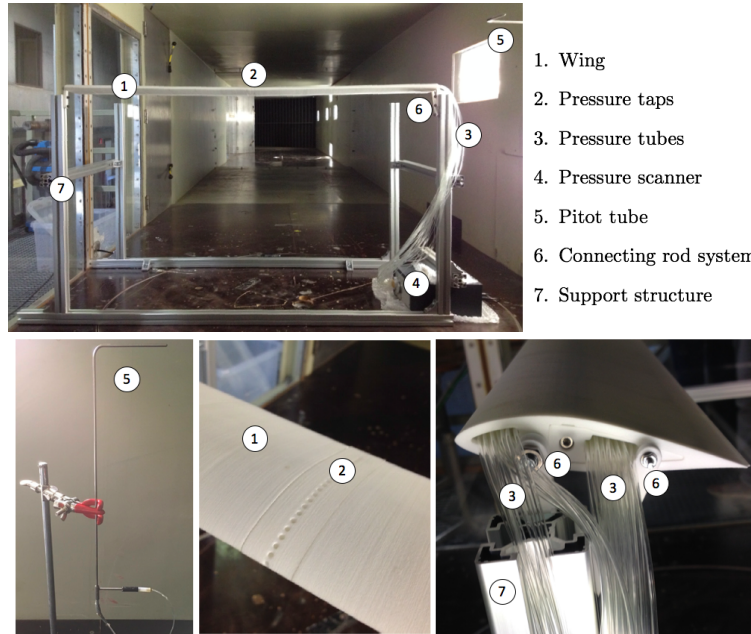 5
1
2
6
3
7
4
1. Wing
2. Pressure taps
3. Pressure tubes
4. Pressure scanner
5. Pitot tube
6. Connecting rod system
7. Support structure
5
1
2
6
3
3
6
7